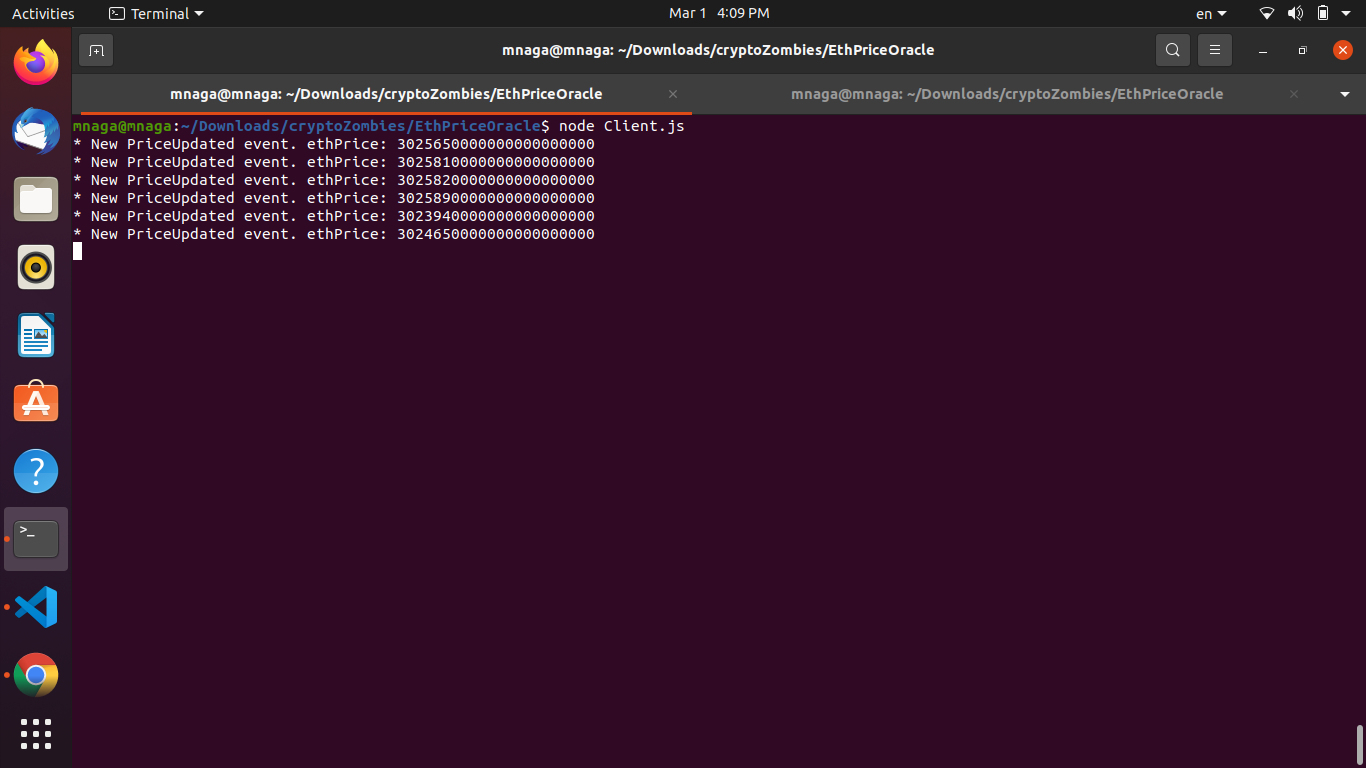 Activities Terminal Mar 1 4:09 PM en
mnaga@mnaga: ~/Downloads/cryptoZombies/EthPriceOracle
mnaga@mnaga: ~/Downloads/cryptoZombies/EthPriceOracle mnaga@mnaga: ~/Downloads/cryptoZombies/EthPriceOracle
mnaga@mnaga:~/Downloads/cryptoZombies/EthPriceOracle$ node Client.js
* New PriceUpdated event. ethPrice: 3025650000000000000000
* New PriceUpdated event. ethPrice: 3025810000000000000000
* New PriceUpdated event. ethPrice: 3025820000000000000000
* New PriceUpdated event. ethPrice: 3025890000000000000000
* New PriceUpdated event. ethPrice: 3023940000000000000000
* New PriceUpdated event. ethPrice: 3024650000000000000000